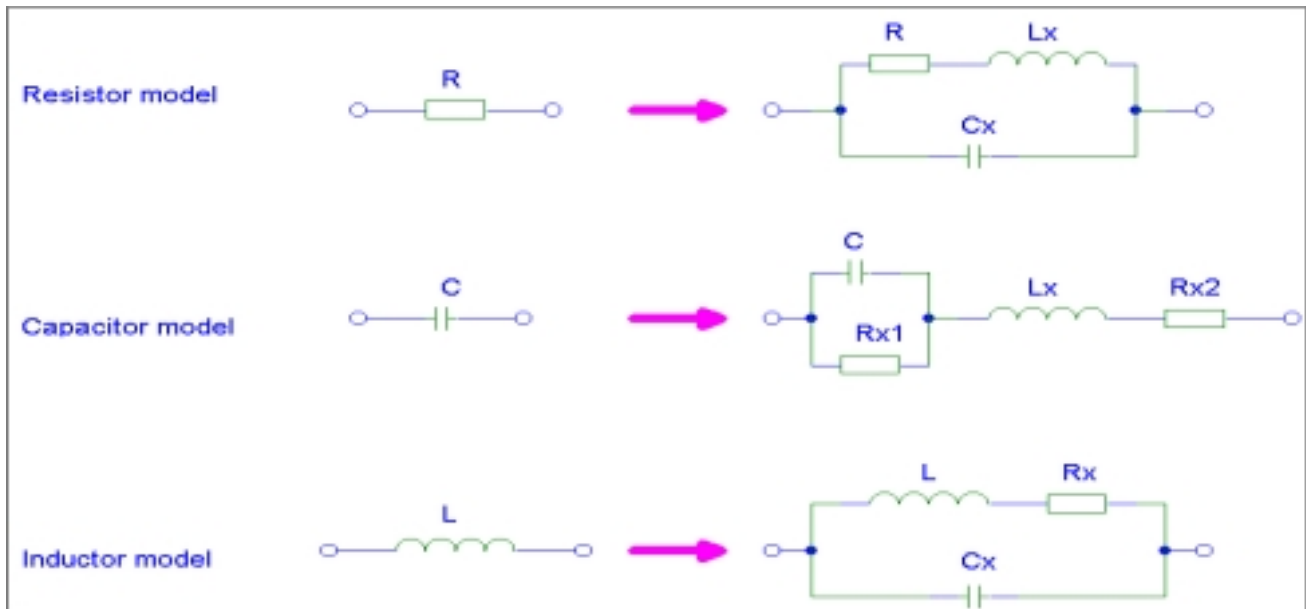 R
Lx
R
Resistor model
Cx
C
C
Lx
Rx2
Capacitor model
Rx1
L
Rx
L
Inductor model
Cx